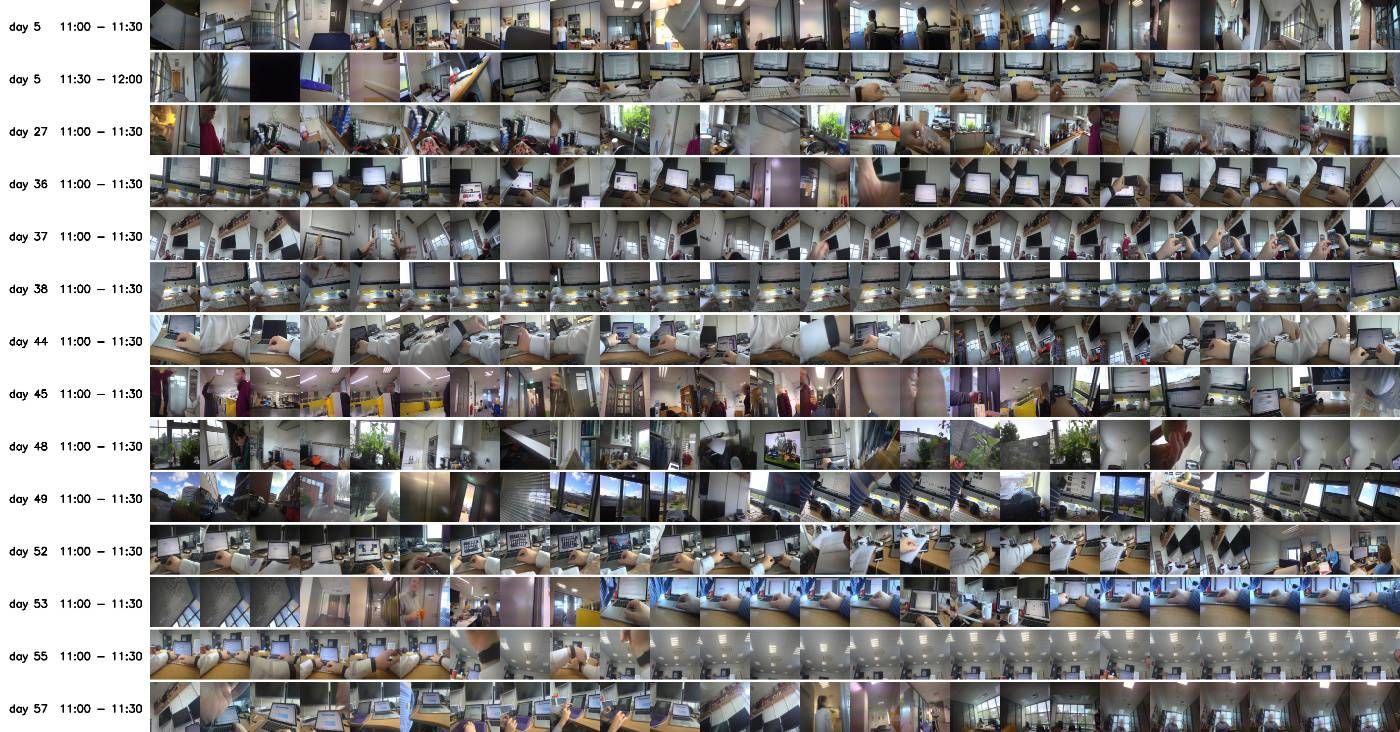 day 5 11:00 – 11:30
day 5 11:30 – 12:00
day 27 11:00 – 11:30
day 36 11:00 – 11:30
day 37 11:00 – 11:30
day 38 11:00 – 11:30
day 44 11:00 – 11:30
day 45 11:00 – 11:30
day 48 11:00 – 11:30
day 49 11:00 – 11:30
day 52 11:00 – 11:30
day 53 11:00 – 11:30
day 55 11:00 – 11:30
day 57 11:00 – 11:30